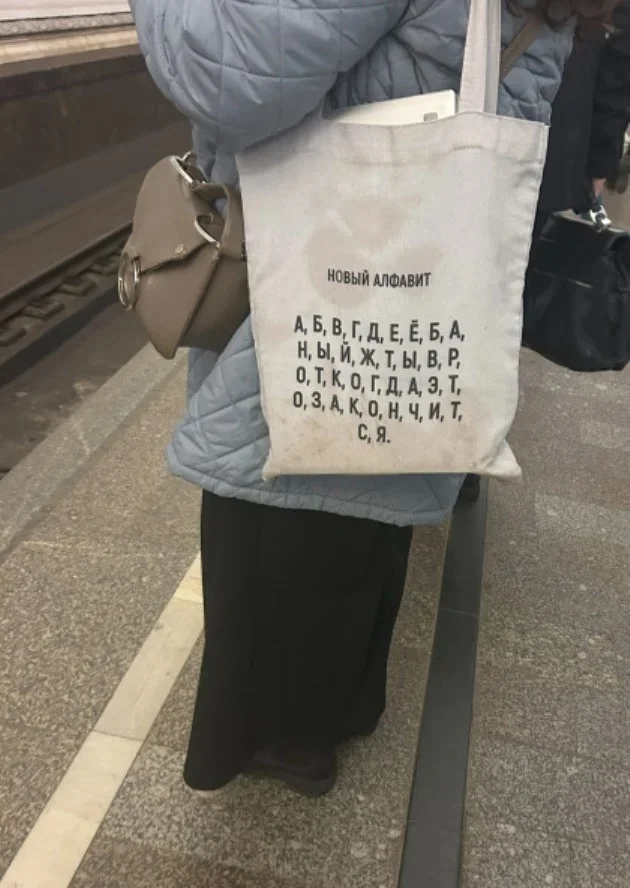 НОВЫЙ АЛФАВИТ
А, Б, В, Г, Д, Е, Ё, Б, А,
Н, Ы, Й, Ж, Т, Ы, В, Р,
О, Т, К, О, Г, Д, А, Э, Т,
О, З, А, К, О, Н, Ч, И, Т,
С, Я.